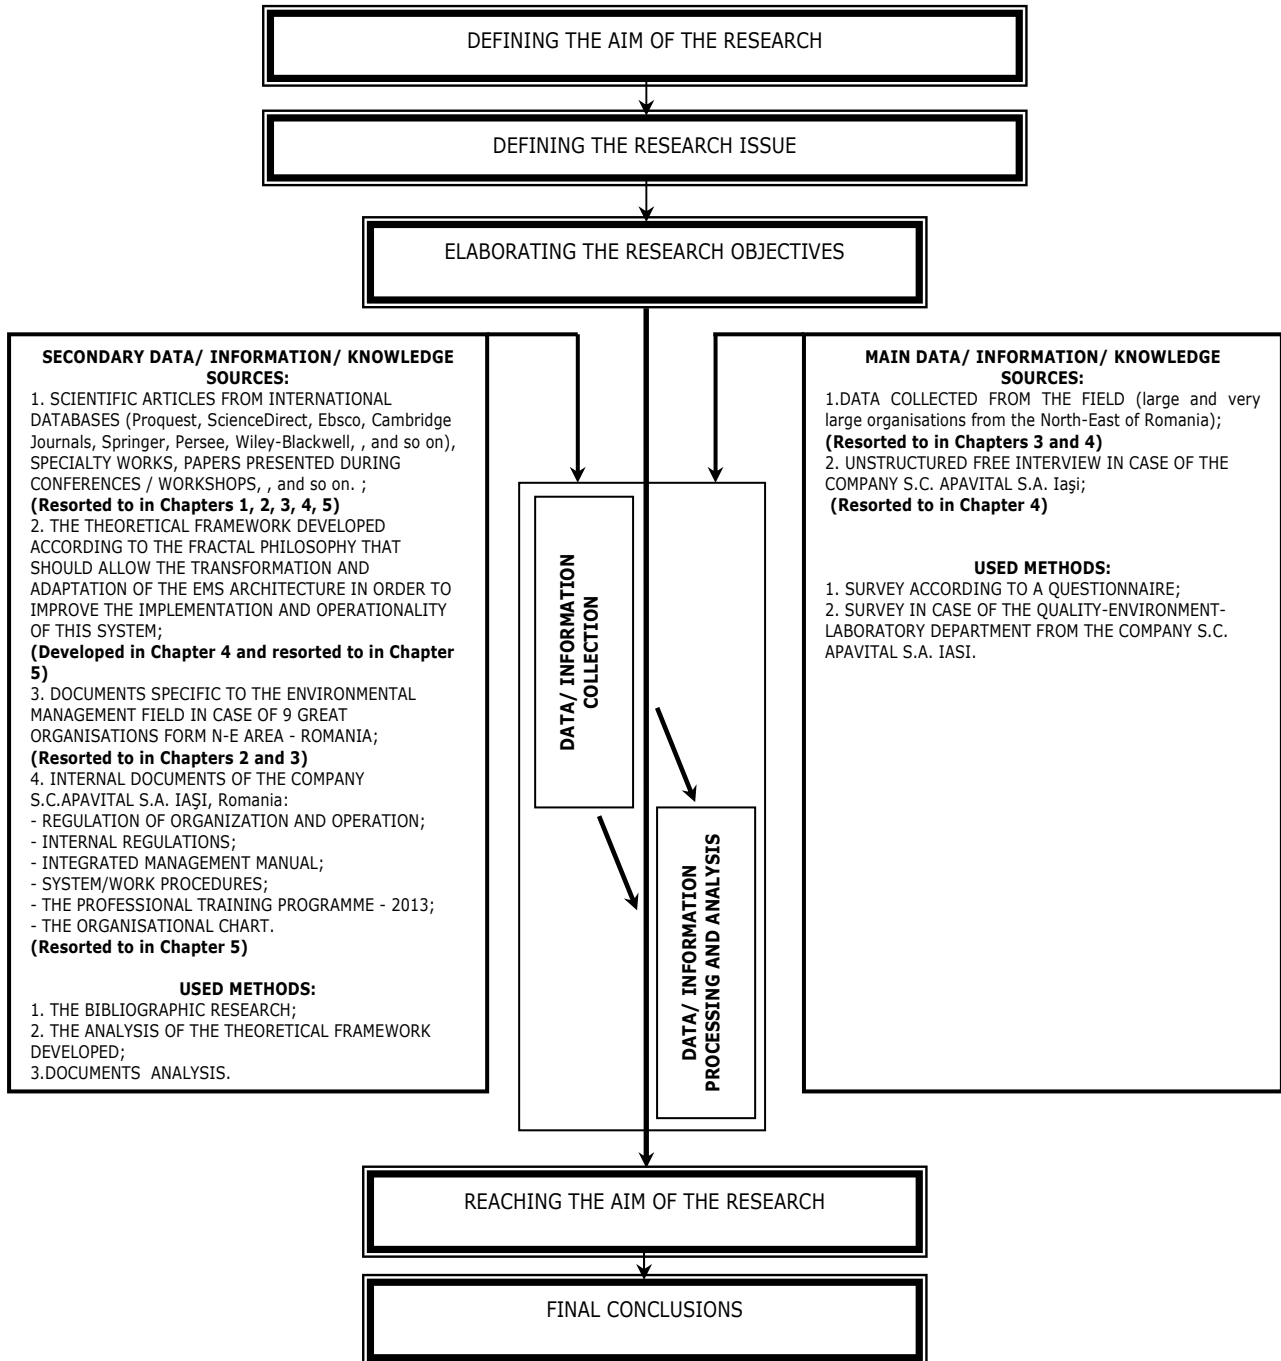 DEFINING THE AIM OF THE RESEARCH
DEFINING THE RESEARCH ISSUE
ELABORATING THE RESEARCH OBJECTIVES
SECONDARY DATA/ INFORMATION/ KNOWLEDGE
SOURCES:
1. SCIENTIFIC ARTICLES FROM INTERNATIONAL
DATABASES (Proquest, ScienceDirect, Ebsco, Cambridge
Journals, Springer, Persee, Wiley-Blackwell, , and so on),
SPECIALTY WORKS, PAPERS PRESENTED DURING
CONFERENCES / WORKSHOPS, , and so on. ;
(Resorted to in Chapters 1, 2, 3, 4, 5)
2. THE THEORETICAL FRAMEWORK DEVELOPED
ACCORDING TO THE FRACTAL PHILOSOPHY THAT
SHOULD ALLOW THE TRANSFORMATION AND
ADAPTATION OF THE EMS ARCHITECTURE IN ORDER TO
IMPROVE THE IMPLEMENTATION AND OPERATIONALITY
OF THIS SYSTEM;
(Developed in Chapter 4 and resorted to in Chapter
5)
3. DOCUMENTS SPECIFIC TO THE ENVIRONMENTAL
MANAGEMENT FIELD IN CASE OF 9 GREAT
ORGANISATIONS FORM N-E AREA - ROMANIA;
(Resorted to in Chapters 2 and 3)
4. INTERNAL DOCUMENTS OF THE COMPANY
S.C.APAVITAL S.A. IAŞI, Romania:
- REGULATION OF ORGANIZATION AND OPERATION;
- INTERNAL REGULATIONS;
- INTEGRATED MANAGEMENT MANUAL;
- SYSTEM/WORK PROCEDURES;
- THE PROFESSIONAL TRAINING PROGRAMME - 2013;
- THE ORGANISATIONAL CHART.
(Resorted to in Chapter 5)
USED METHODS:
1. THE BIBLIOGRAPHIC RESEARCH;
2. THE ANALYSIS OF THE THEORETICAL FRAMEWORK
DEVELOPED;
3.DOCUMENTS ANALYSIS.
DATA/ INFORMATION
COLLECTION
DATA/ INFORMATION
PROCESSING AND ANALYSIS
MAIN DATA/ INFORMATION/ KNOWLEDGE
SOURCES:
1.DATA COLLECTED FROM THE FIELD (large and very
large organisations from the North-East of Romania);
(Resorted to in Chapters 3 and 4)
2. UNSTRUCTURED FREE INTERVIEW IN CASE OF THE
COMPANY S.C. APAVITAL S.A. Iaşi;
(Resorted to in Chapter 4)
USED METHODS:
1. SURVEY ACCORDING TO A QUESTIONNAIRE;
2. SURVEY IN CASE OF THE QUALITY-ENVIRONMENT-
LABORATORY DEPARTMENT FROM THE COMPANY S.C.
APAVITAL S.A. IASI.
REACHING THE AIM OF THE RESEARCH
FINAL CONCLUSIONS